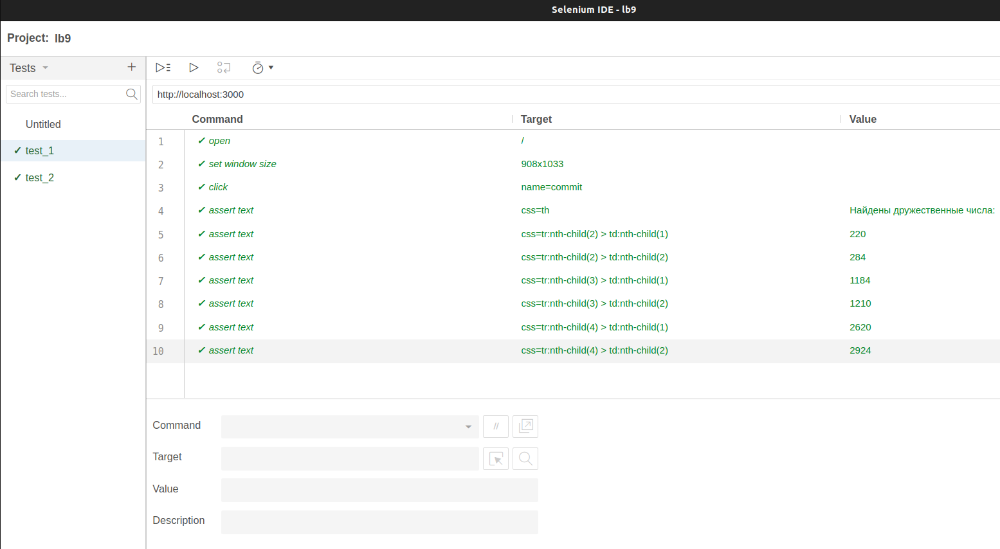 Selenium IDE - lb9
Project: lb9
Tests
Search tests...
Untitled
✓ test_1
✓ test_2
http://localhost:3000
Command Target Value
1 ✓ open /
2 ✓ set window size 908x1033
3 ✓ click name=commit
4 ✓ assert text css=th Найдены дружественные числа:
5 ✓ assert text css=tr:nth-child(2) > td:nth-child(1) 220
6 ✓ assert text css=tr:nth-child(2) > td:nth-child(2) 284
7 ✓ assert text css=tr:nth-child(3) > td:nth-child(1) 1184
8 ✓ assert text css=tr:nth-child(3) > td:nth-child(2) 1210
9 ✓ assert text css=tr:nth-child(4) > td:nth-child(1) 2620
10 ✓ assert text css=tr:nth-child(4) > td:nth-child(2) 2924
Command //
Target
Value
Description